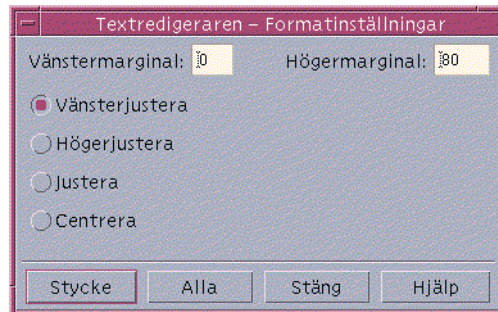 Textredigeraren – Formatinställningar
Vänstermarginal: 0 Högermarginal: 80
Vänsterjustera
Högerjustera
Justera
Centrera
Stycke Alla Stäng Hjälp